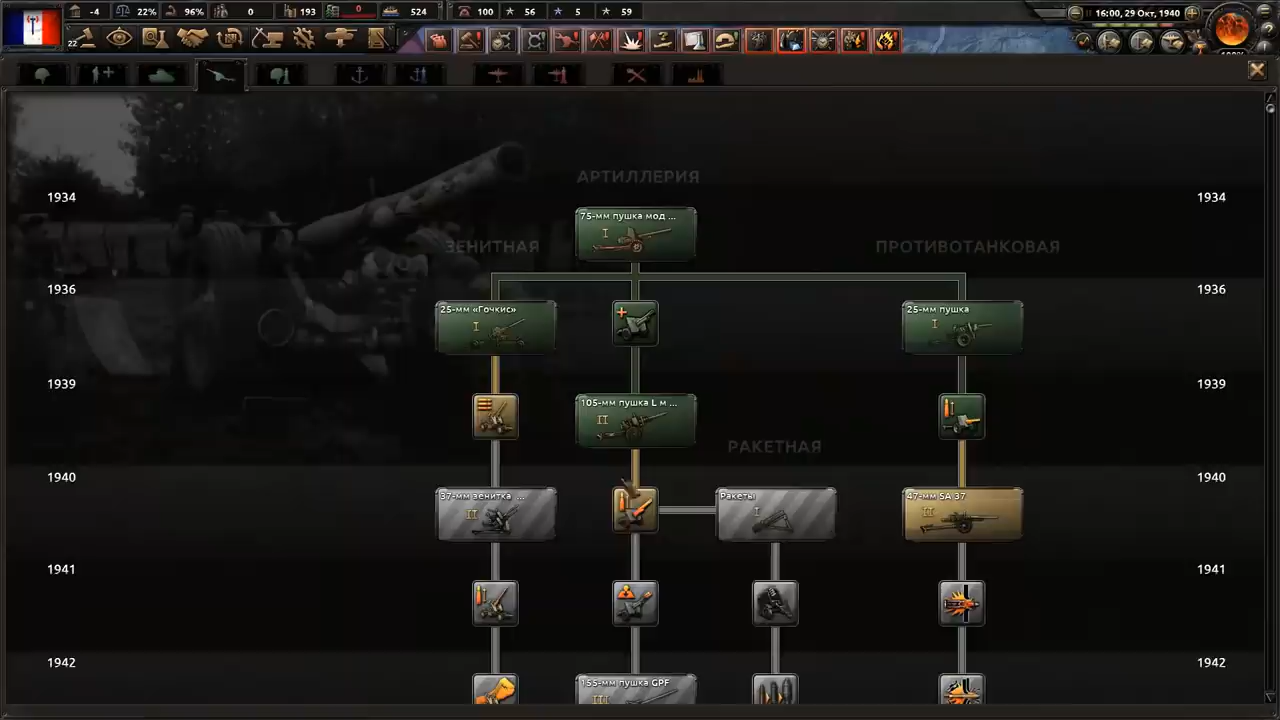 -4 22% 96% 0 193 0 524 100 56 5 59 16:00, 29 Окт, 1940
22
100%
АРТИЛЛЕРИЯ
1934 1934
75-мм пушка мод ...
I
ЗЕНИТНАЯ ПРОТИВОТАНКОВАЯ
1936 1936
25-мм «Гочкис» 25-мм пушка
I I
1939 1939
105-мм пушка L м ...
II
РАКЕТНАЯ
1940 1940
37-мм зенитка ... Ракеты 47-мм SA 37
II I II
1941 1941
1942 1942
155-мм пушка GPF
III